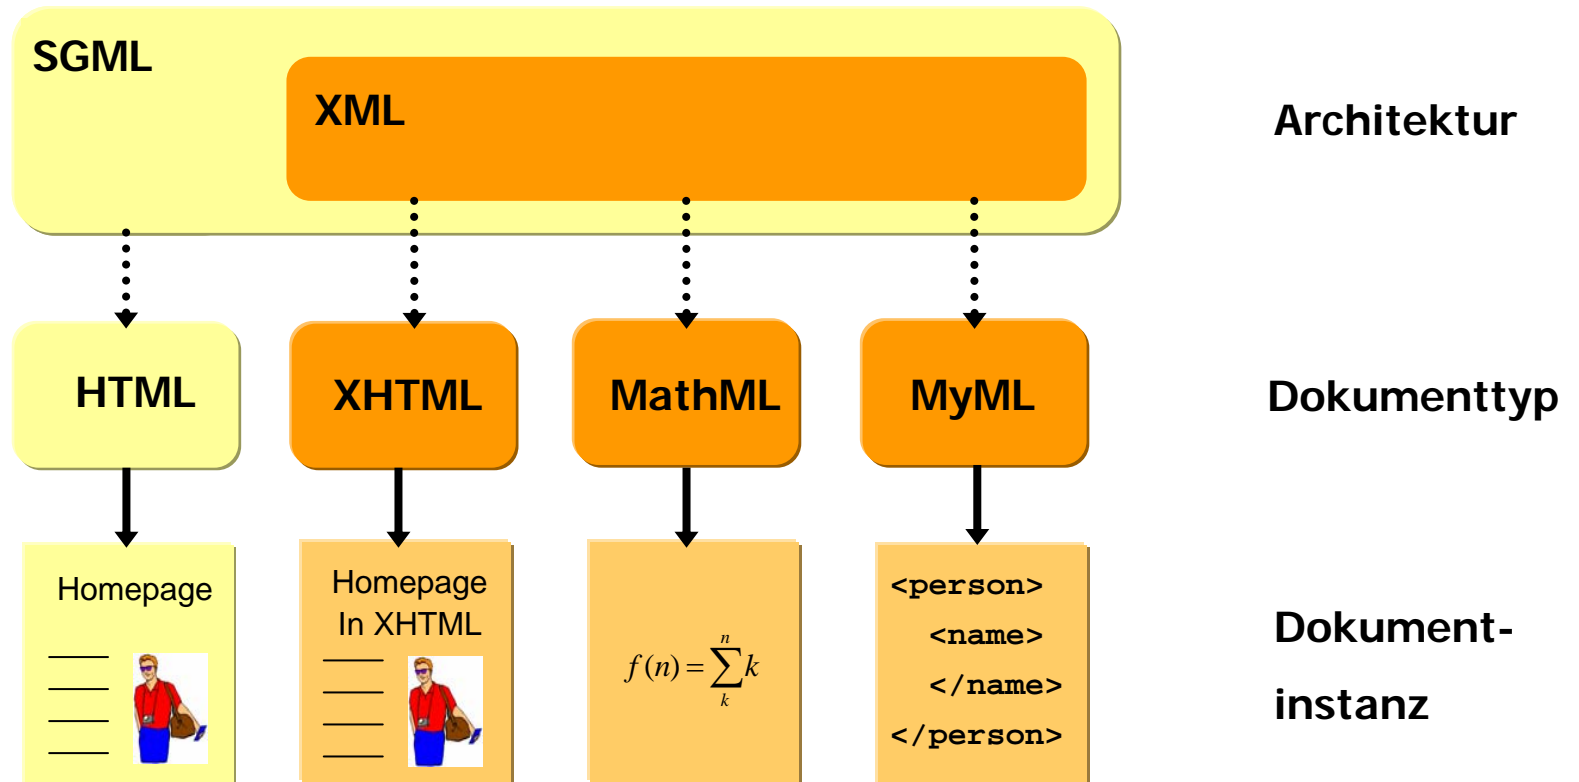 SGML
XML
Architektur
HTML
XHTML
MathML
MyML
Dokumenttyp
Homepage
Homepage
In XHTML
f(n) = ∑ k
n
k
<person>
<name>
</name>
</person>
Dokument-
instanz